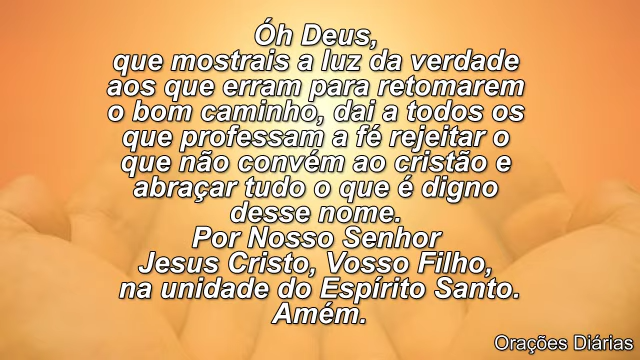 Óh Deus,
que mostrais a luz da verdade
aos que erram para retomarem
o bom caminho, dai a todos os
que professam a fé rejeitar o
que não convém ao cristão e
abraçar tudo o que é digno
desse nome.
Por Nosso Senhor
Jesus Cristo, Vosso Filho,
na unidade do Espírito Santo.
Amém.
Orações Diárias